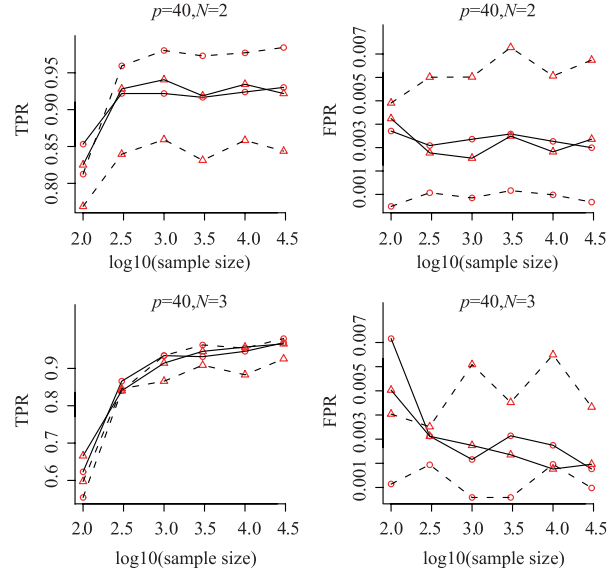 p=40,N=2
TPR
0.80 0.85 0.90 0.95
2.0 2.5 3.0 3.5 4.0 4.5
log10(sample size)
p=40,N=2
FPR
0.001 0.003 0.005 0.007
2.0 2.5 3.0 3.5 4.0 4.5
log10(sample size)
p=40,N=3
TPR
0.6 0.7 0.8 0.9
2.0 2.5 3.0 3.5 4.0 4.5
log10(sample size)
p=40,N=3
FPR
0.001 0.003 0.005 0.007
2.0 2.5 3.0 3.5 4.0 4.5
log10(sample size)